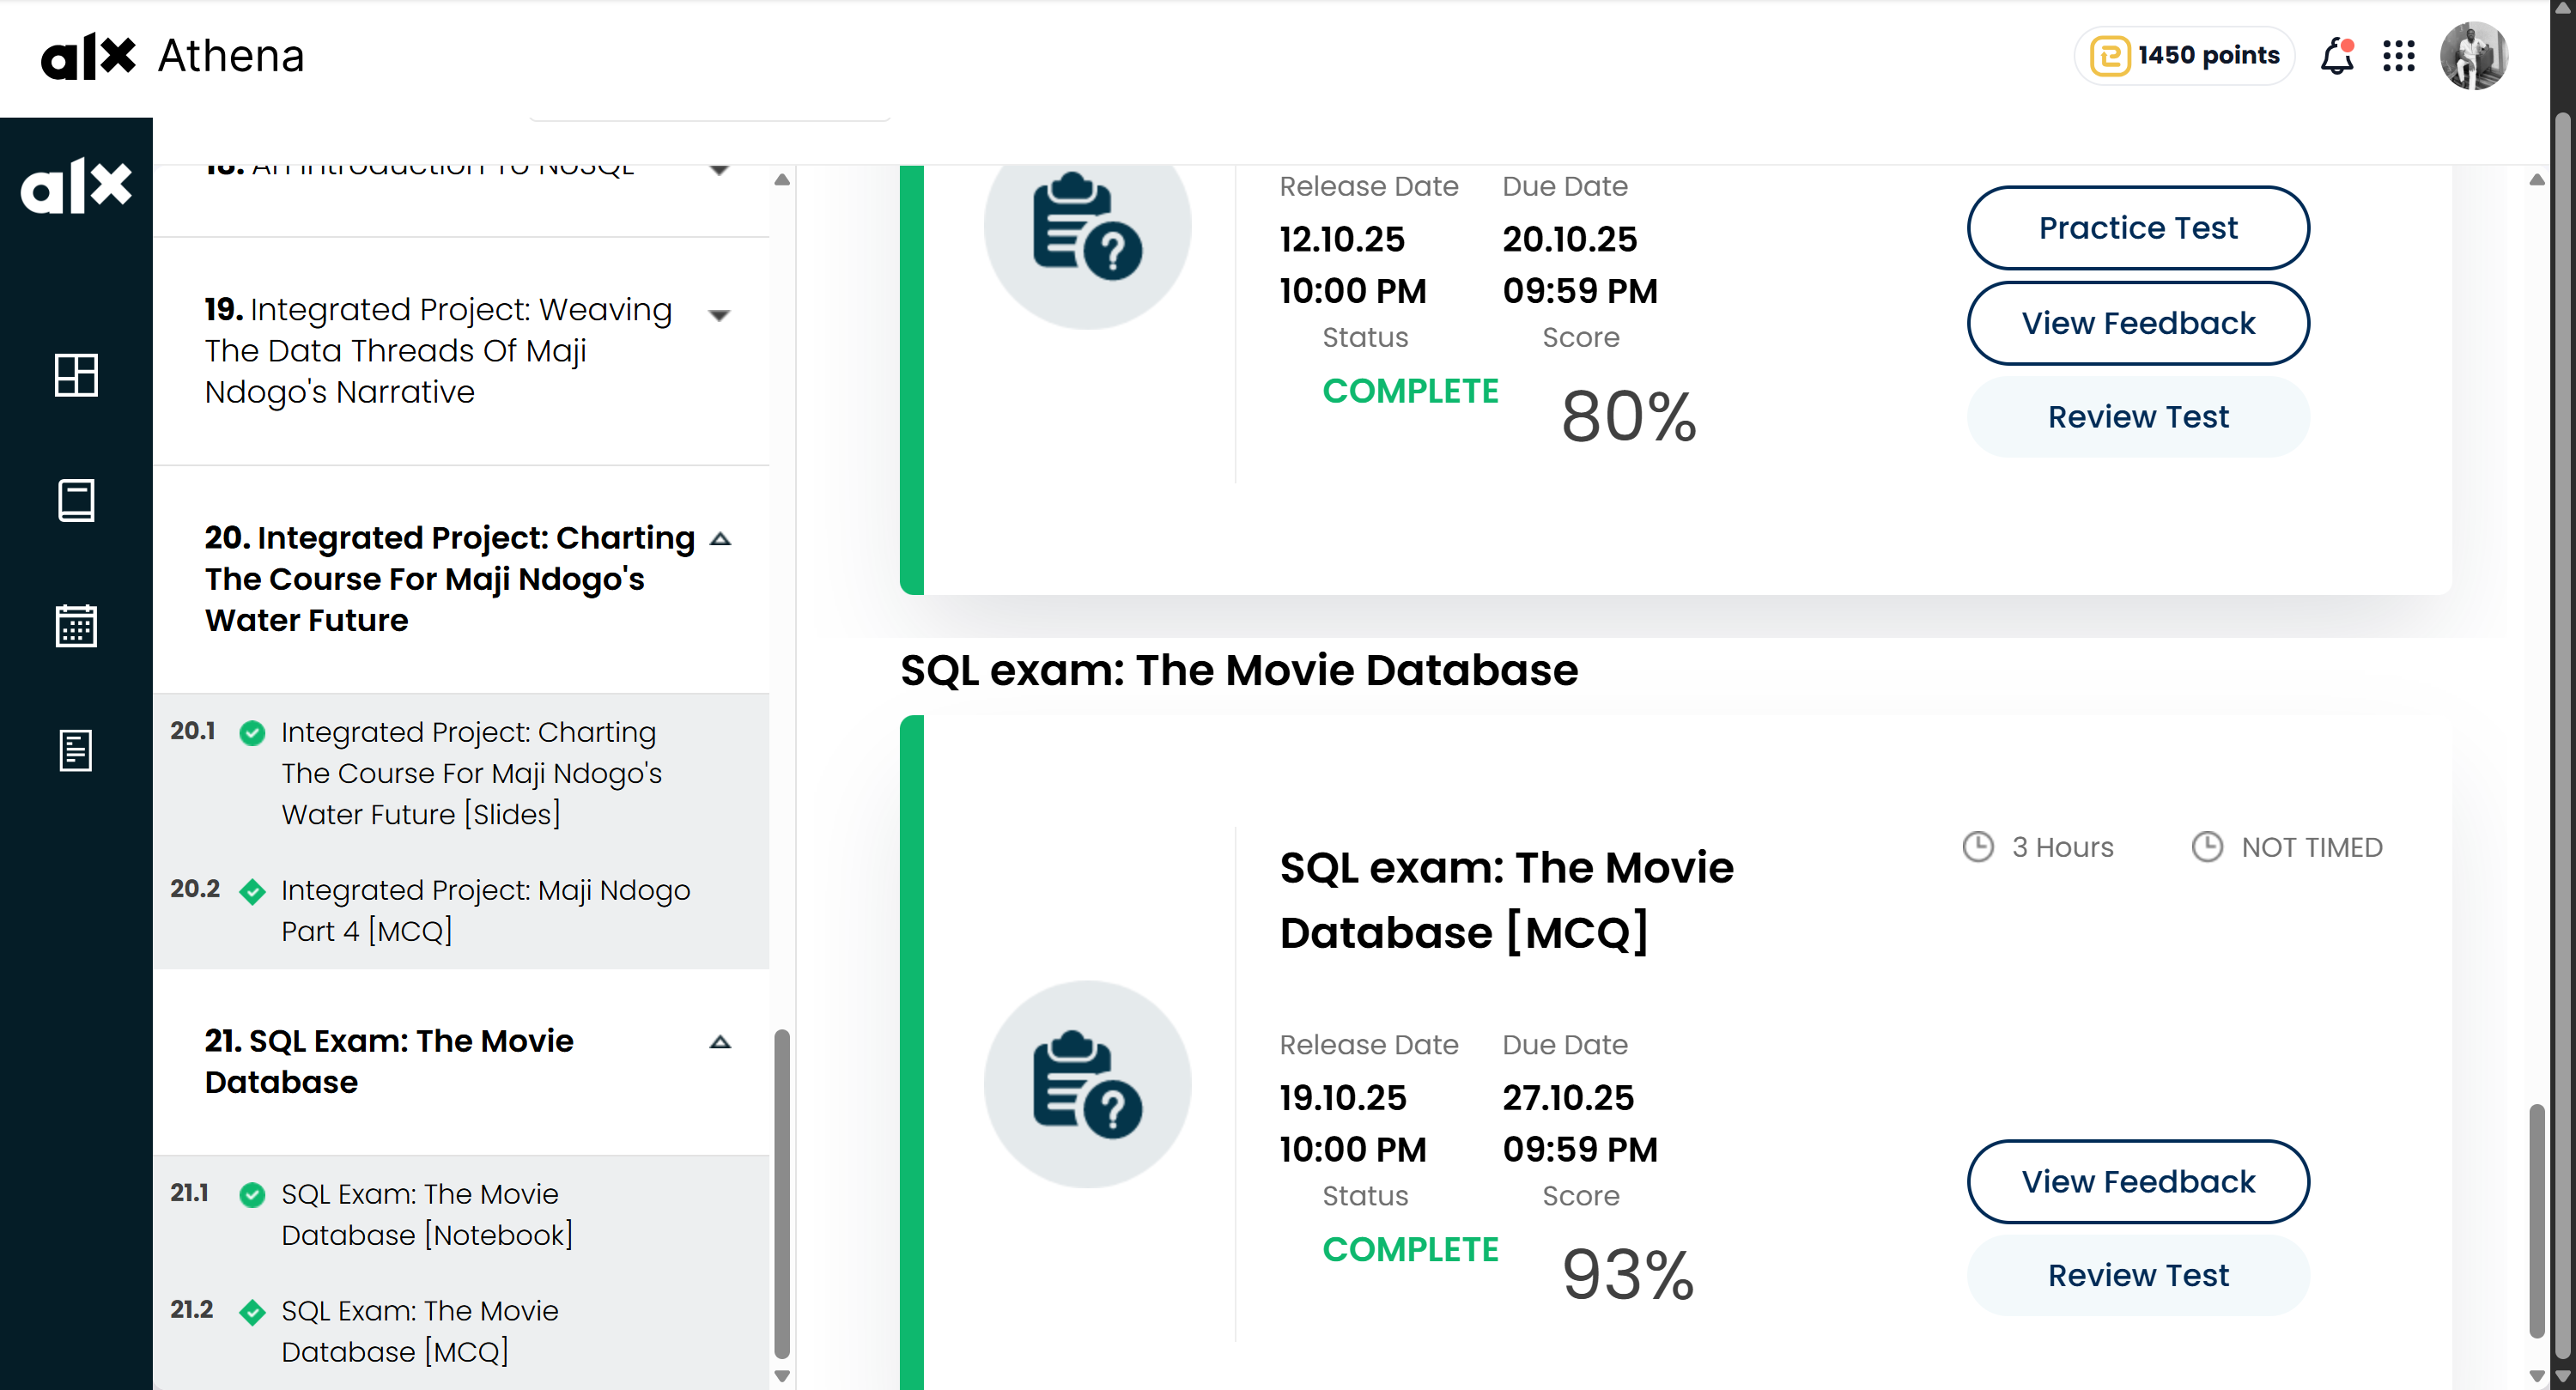 alx Athena
1450 points
alx
18. An Introduction To NoSQL
19. Integrated Project: Weaving
The Data Threads Of Maji
Ndogo's Narrative
20. Integrated Project: Charting
The Course For Maji Ndogo's
Water Future
20.1 Integrated Project: Charting
The Course For Maji Ndogo's
Water Future [Slides]
20.2 Integrated Project: Maji Ndogo
Part 4 [MCQ]
21. SQL Exam: The Movie
Database
21.1 SQL Exam: The Movie
Database [Notebook]
21.2 SQL Exam: The Movie
Database [MCQ]
Release Date Due Date
12.10.25 20.10.25
10:00 PM 09:59 PM
Status Score
COMPLETE 80%
Practice Test
View Feedback
Review Test
SQL exam: The Movie Database
SQL exam: The Movie
Database [MCQ]
3 Hours NOT TIMED
Release Date Due Date
19.10.25 27.10.25
10:00 PM 09:59 PM
Status Score
COMPLETE 93%
View Feedback
Review Test